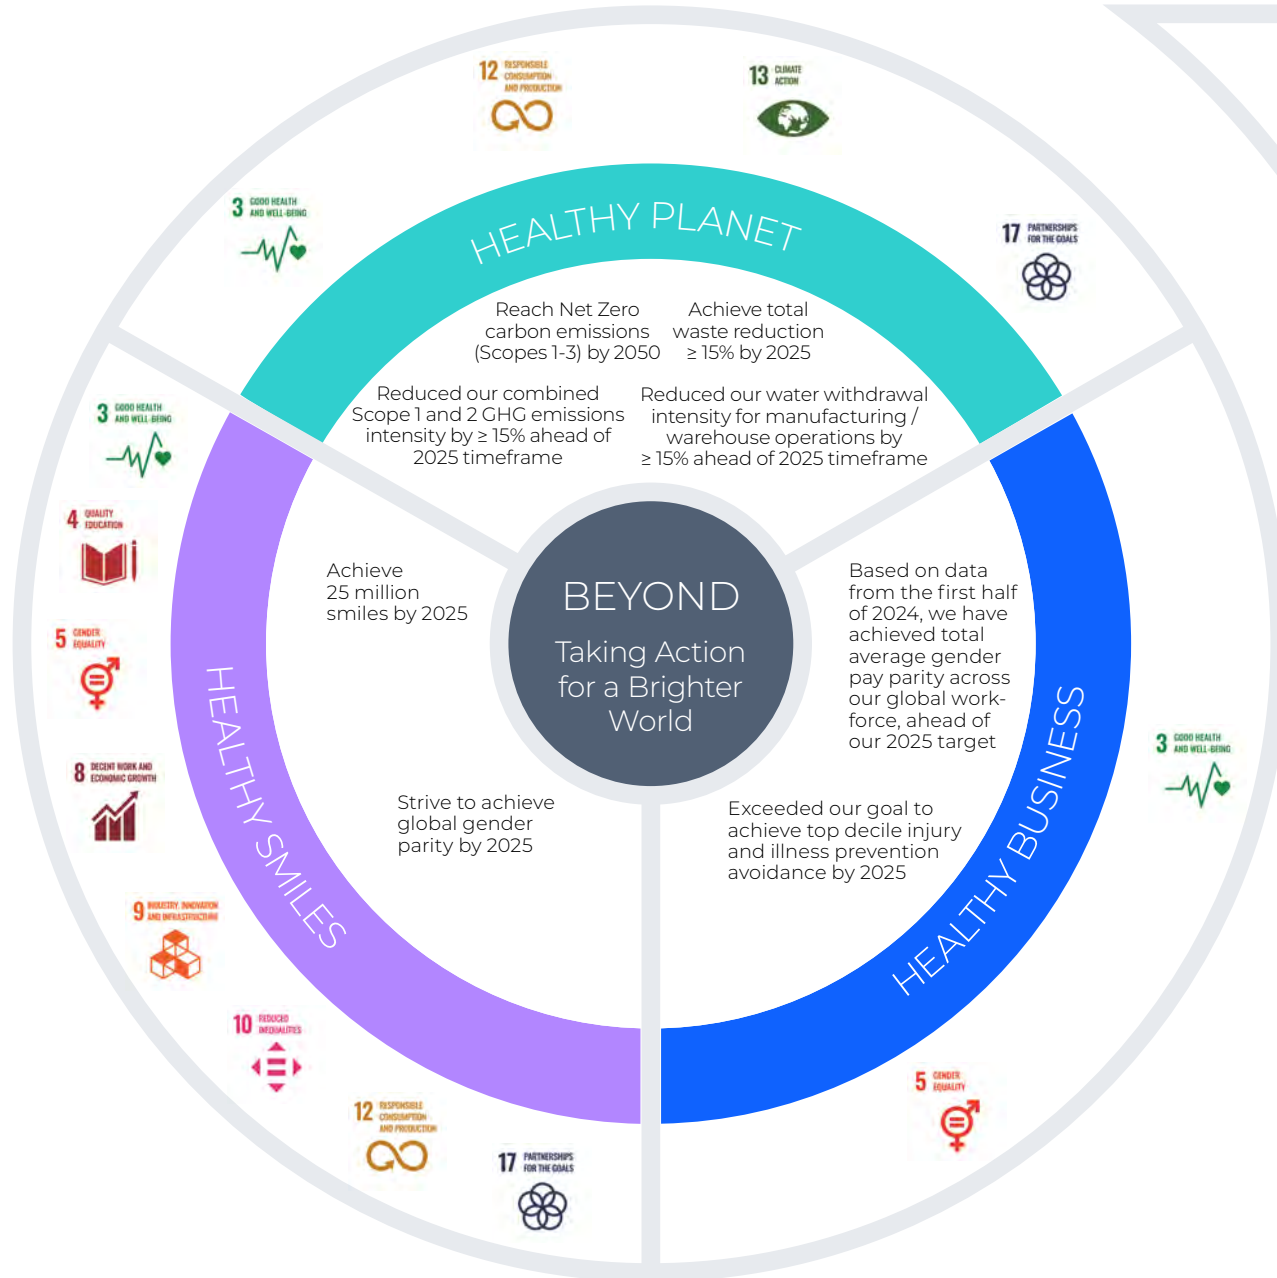 12 RESPONSIBLE
CONSUMPTION
AND PRODUCTION
13 CLIMATE
ACTION
3 GOOD HEALTH
AND WELL-BEING
17 PARTNERSHIPS
FOR THE GOALS
HEALTHY PLANET
Reach Net Zero
carbon emissions
(Scopes 1-3) by 2050
Achieve total
waste reduction
≥ 15% by 2025
Reduced our combined
Scope 1 and 2 GHG emissions
intensity by ≥ 15% ahead of
2025 timeframe
Reduced our water withdrawal
intensity for manufacturing /
warehouse operations by
≥ 15% ahead of 2025 timeframe
BEYOND
Taking Action
for a Brighter
World
3 GOOD HEALTH
AND WELL-BEING
4 QUALITY
EDUCATION
5 GENDER
EQUALITY
8 DECENT WORK AND
ECONOMIC GROWTH
9 INDUSTRY, INNOVATION
AND INFRASTRUCTURE
10 REDUCED
INEQUALITIES
12 RESPONSIBLE
CONSUMPTION
AND PRODUCTION
17 PARTNERSHIPS
FOR THE GOALS
HEALTHY SMILES
Achieve
25 million
smiles by 2025
Strive to achieve
global gender
parity by 2025
Based on data
from the first half
of 2024, we have
achieved total
average gender
pay parity across
our global work-
force, ahead of
our 2025 target
Exceeded our goal to
achieve top decile injury
and illness prevention
avoidance by 2025
HEALTHY BUSINESS
3 GOOD HEALTH
AND WELL-BEING
5 GENDER
EQUALITY